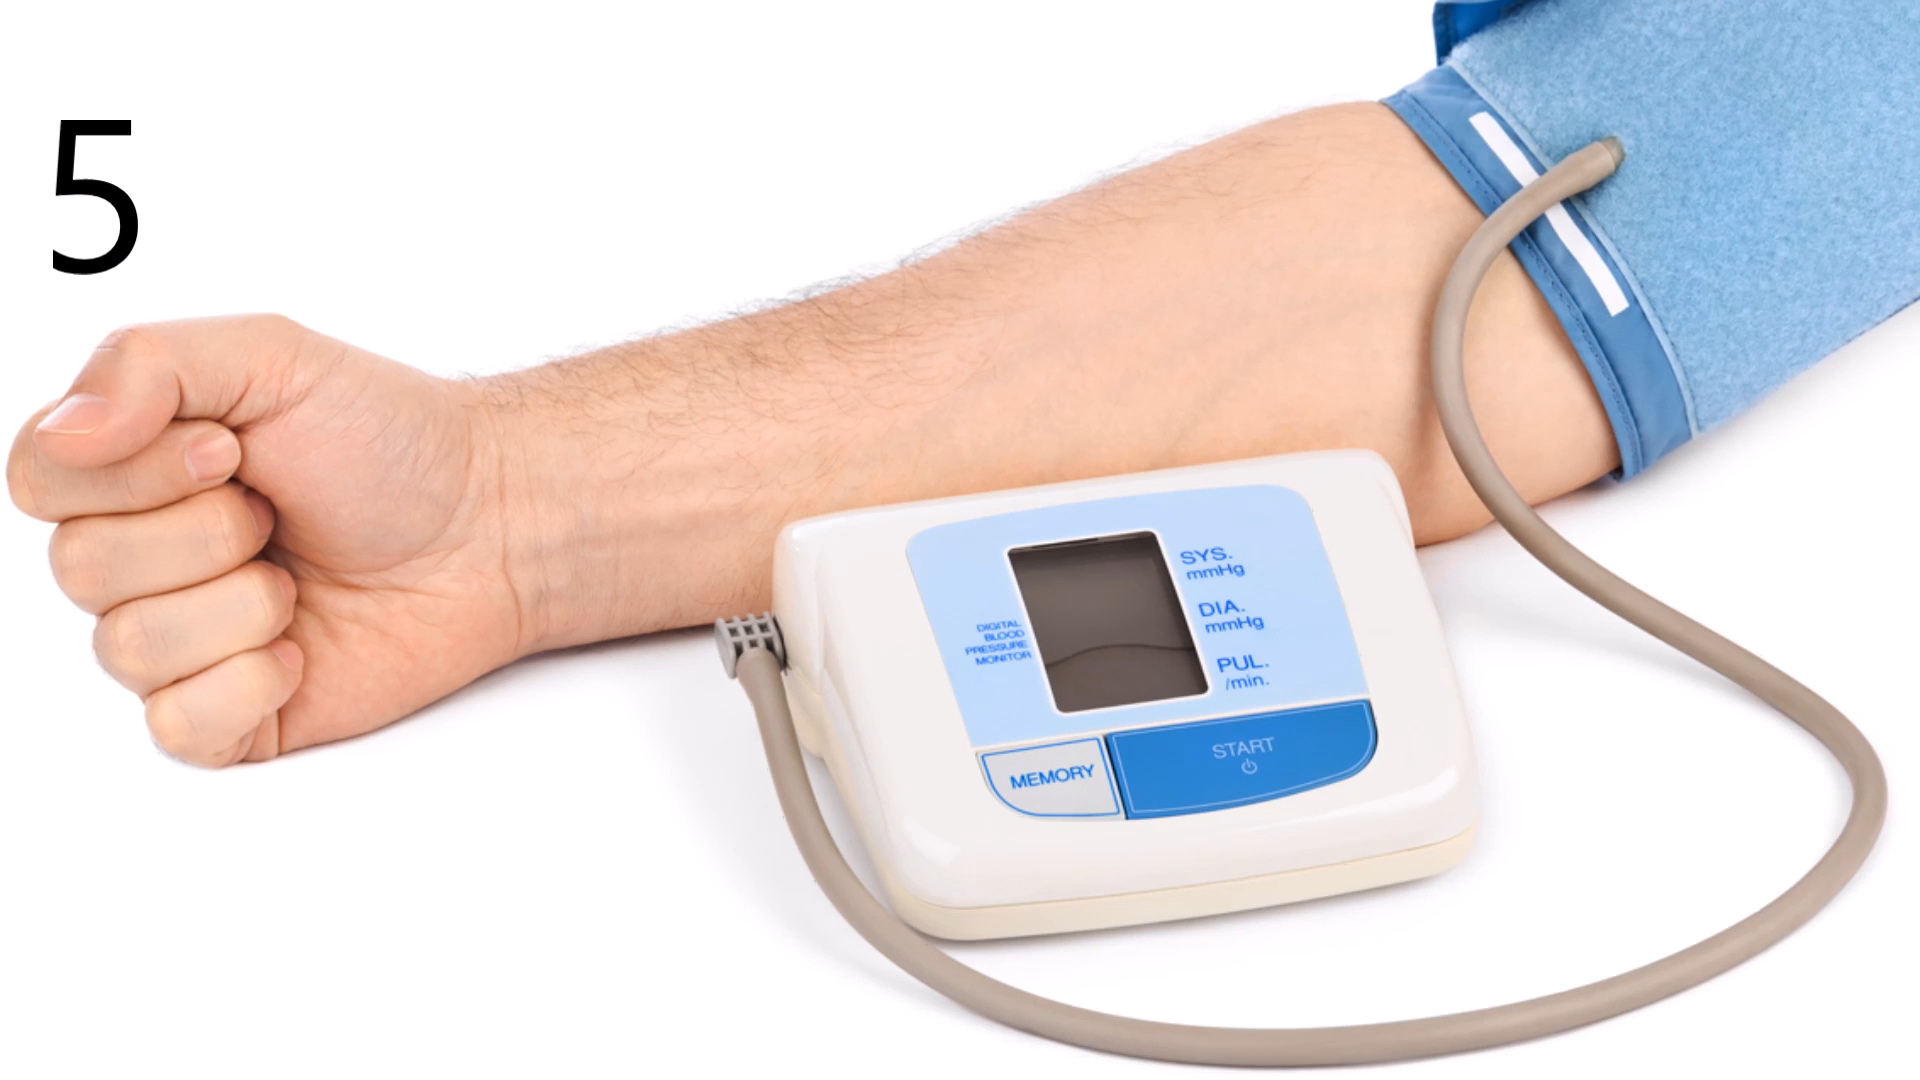 5
SYS.
mmHg
DIA.
mmHg
PUL.
/min.
DIGITAL
BLOOD
PRESSURE
MONITOR
MEMORY
START